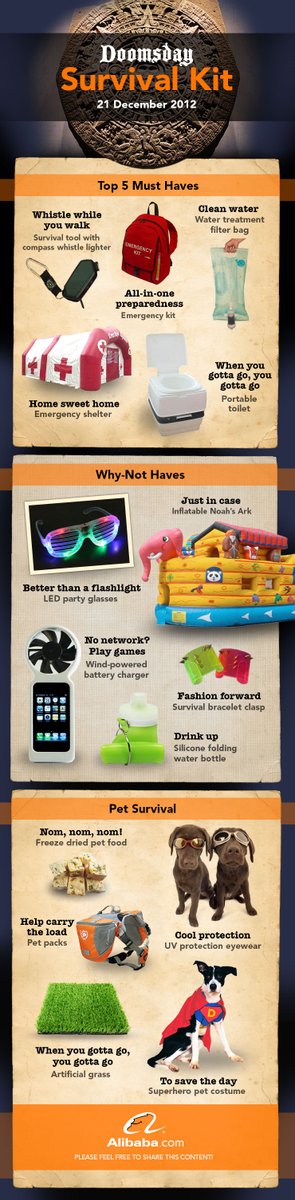 Doomsday
Survival Kit
21 December 2012
Top 5 Must Haves
Whistle while
you walk
Survival tool with
compass whistle lighter
All-in-one
preparedness
Emergency kit
Clean water
Water treatment
filter bag
EMERGENCY
KIT
Home sweet home
Emergency shelter
When you
gotta go, you
gotta go
Portable
toilet
Why-Not Haves
Better than a flashlight
LED party glasses
Just in case
Inflatable Noah's Ark
No network?
Play games
Wind-powered
battery charger
Fashion forward
Survival bracelet clasp
Drink up
Silicone folding
water bottle
Pet Survival
Nom, nom, nom!
Freeze dried pet food
Help carry
the load
Pet packs
Cool protection
UV protection eyewear
When you gotta go,
you gotta go
Artificial grass
D
To save the day
Superhero pet costume
Alibaba.com
PLEASE FEEL FREE TO SHARE THIS CONTENT!